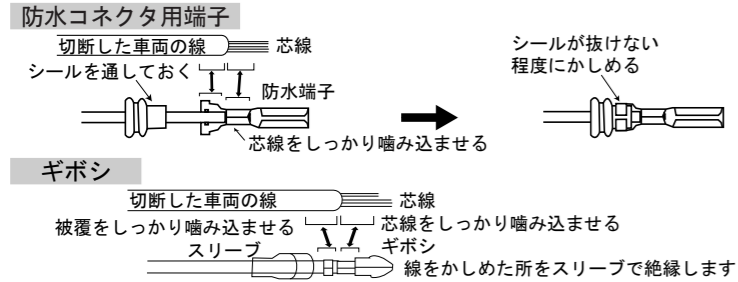 防水コネクタ用端子
切断した車両の線 芯線
シールを通しておく
防水端子
芯線をしっかり噛み込ませる
シールが抜けない
程度にかしめる
ギボシ
切断した車両の線 芯線
被覆をしっかり噛み込ませる 芯線をしっかり噛み込ませる
スリーブ ギボシ
線をかしめた所をスリーブで絶縁します